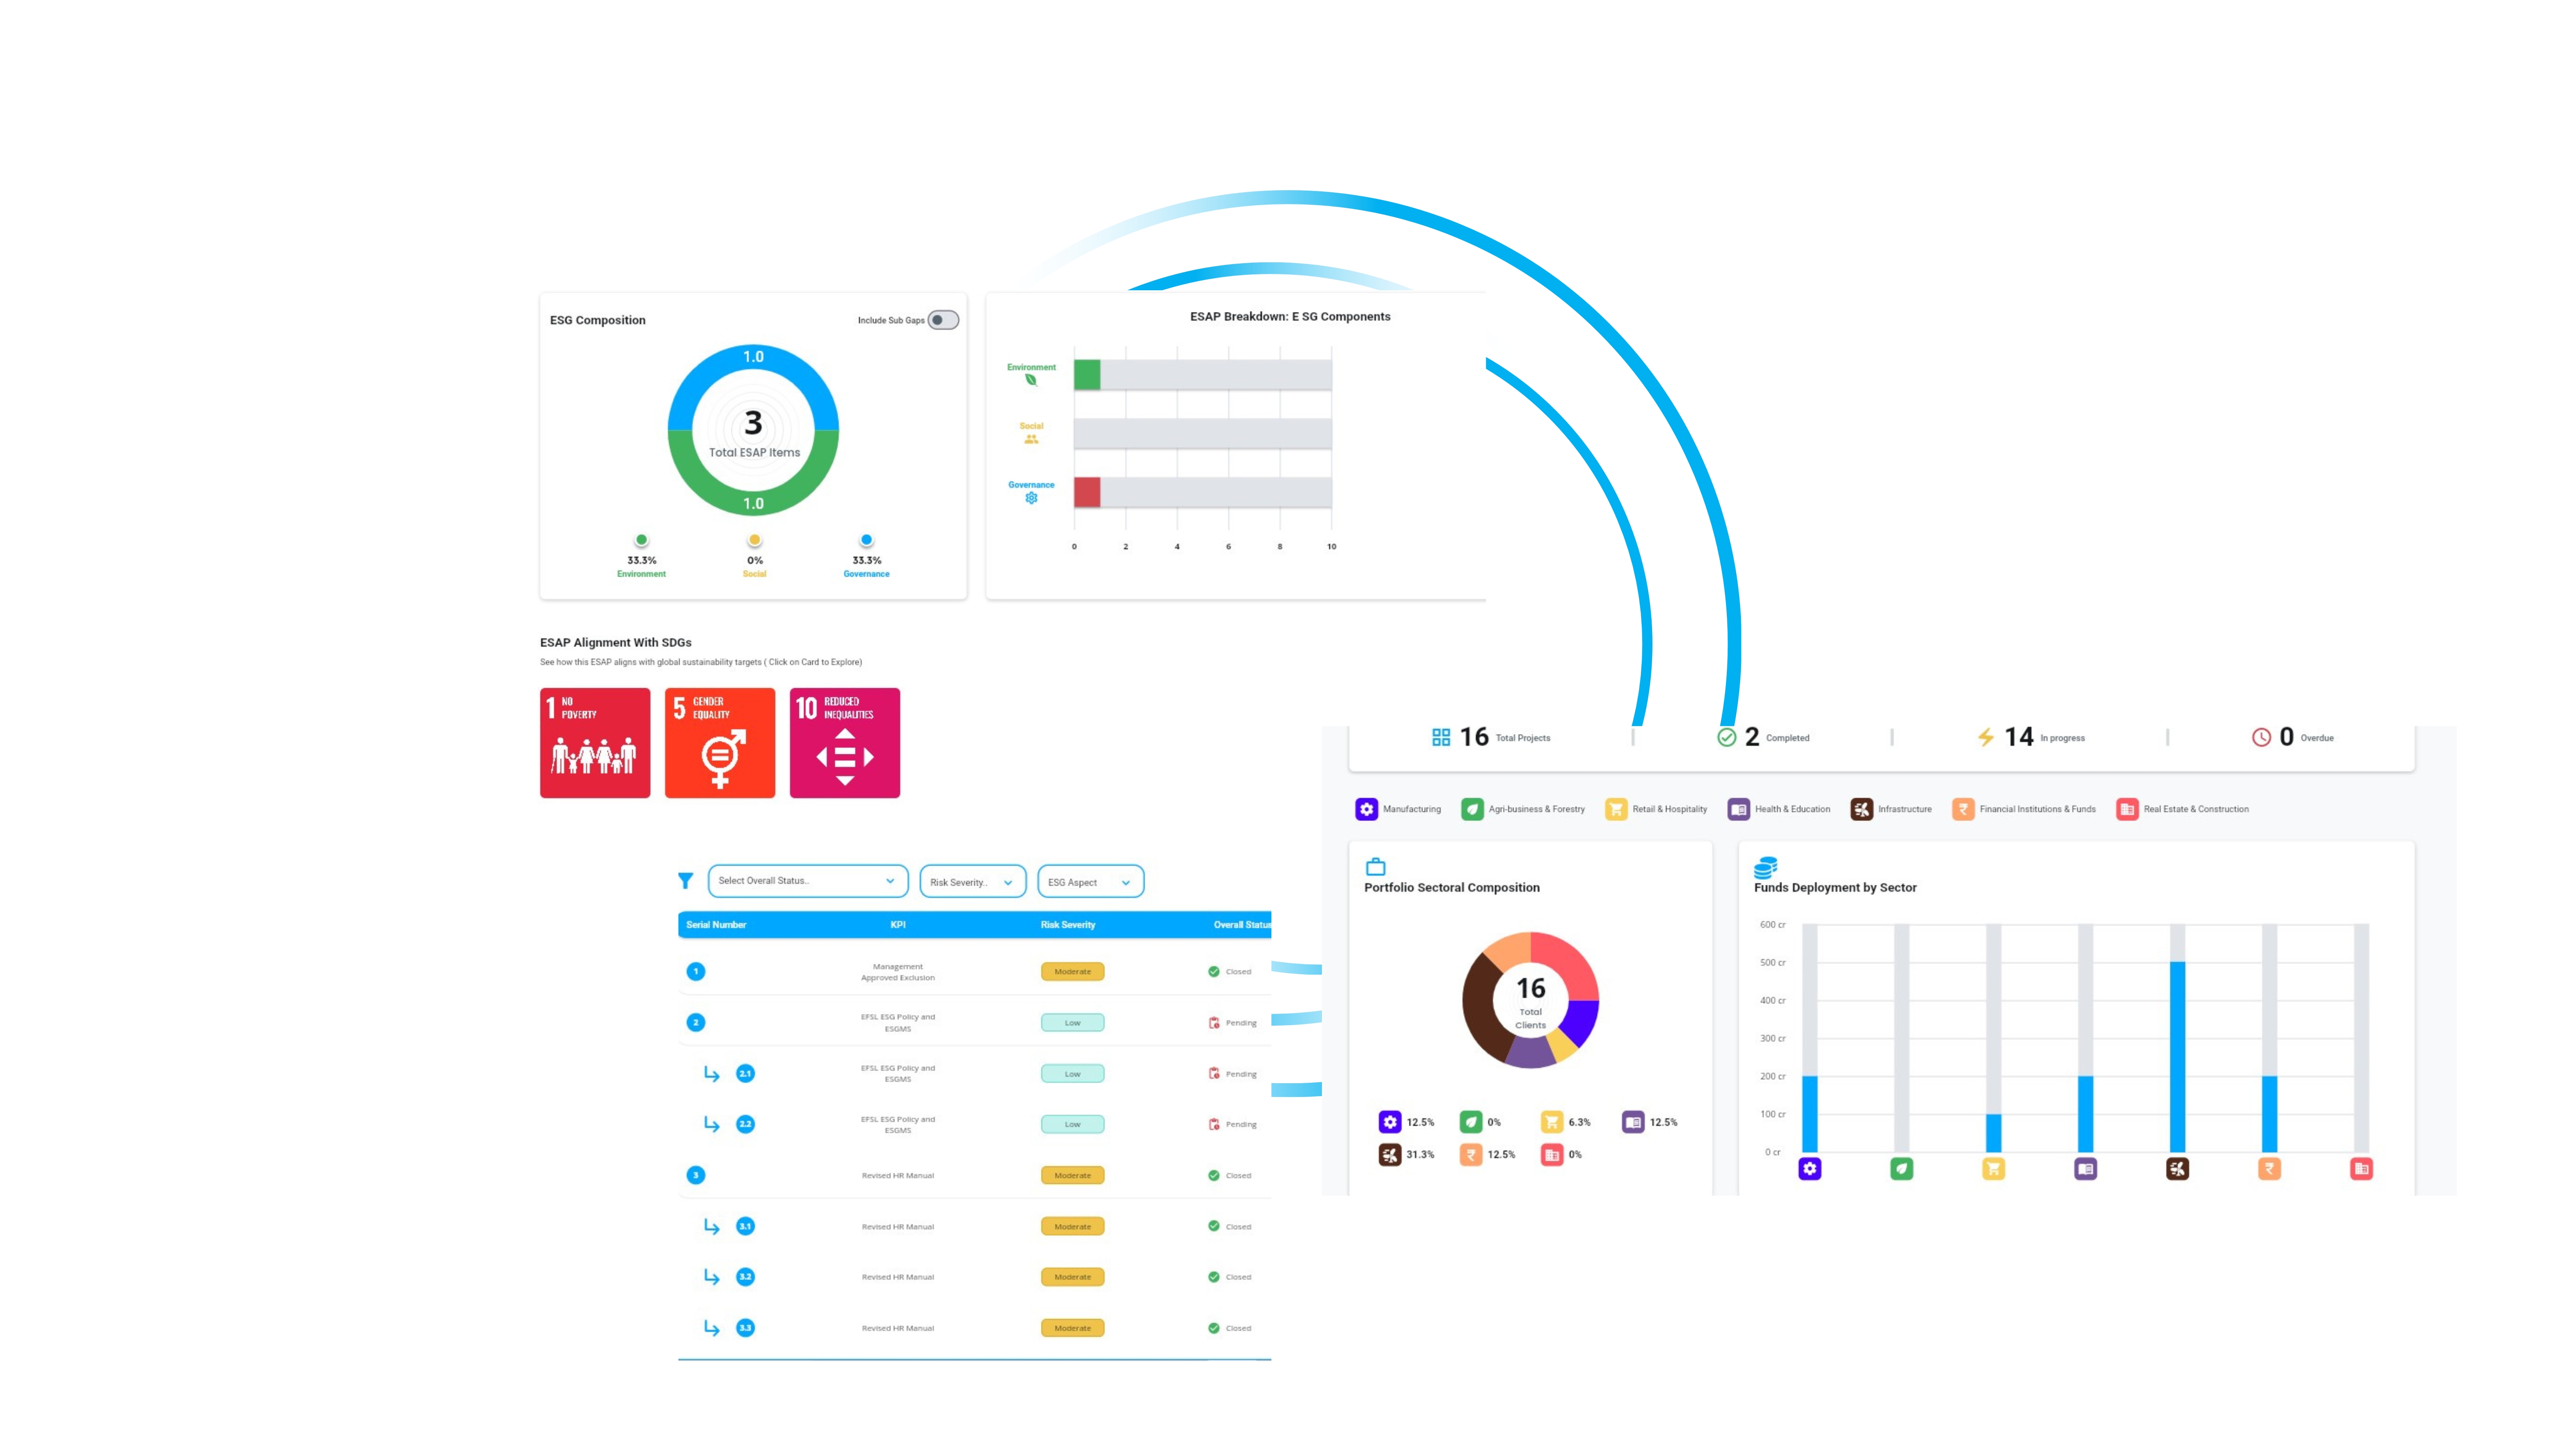 ESG Composition
Include Sub Gaps
1.0
3
Total ESAP Items
1.0
33.3%
0%
33.3%
Environment
Social
Governance
ESAP Breakdown: E SG Components
Environment
Social
Governance
0 2 4 6 8 10
ESAP Alignment With SDGs
See how this ESAP aligns with global sustainability targets ( Click on Card to Explore)
1 NO
POVERTY
5 GENDER
EQUALITY
10 REDUCED
INEQUALITIES
Select Overall Status..
Risk Severity..
ESG Aspect
Serial Number KPI Risk Severity Overall Status
1 Management
Approved Exclusion Moderate Closed
2 EFSL ESG Policy and
ESGMS Low Pending
2.1 EFSL ESG Policy and
ESGMS Low Pending
2.2 EFSL ESG Policy and
ESGMS Low Pending
3 Revised HR Manual Moderate Closed
3.1 Revised HR Manual Moderate Closed
3.2 Revised HR Manual Moderate Closed
3.3 Revised HR Manual Moderate Closed
16 Total Projects
2 Completed
14 In progress
0 Overdue
Manufacturing
Agri-business & Forestry
Retail & Hospitality
Health & Education
Infrastructure
Financial Institutions & Funds
Real Estate & Construction
Portfolio Sectoral Composition
16
Total
Clients
12.5% 0% 6.3% 12.5%
31.3% 12.5% 0%
Funds Deployment by Sector
600 cr
500 cr
400 cr
300 cr
200 cr
100 cr
0 cr